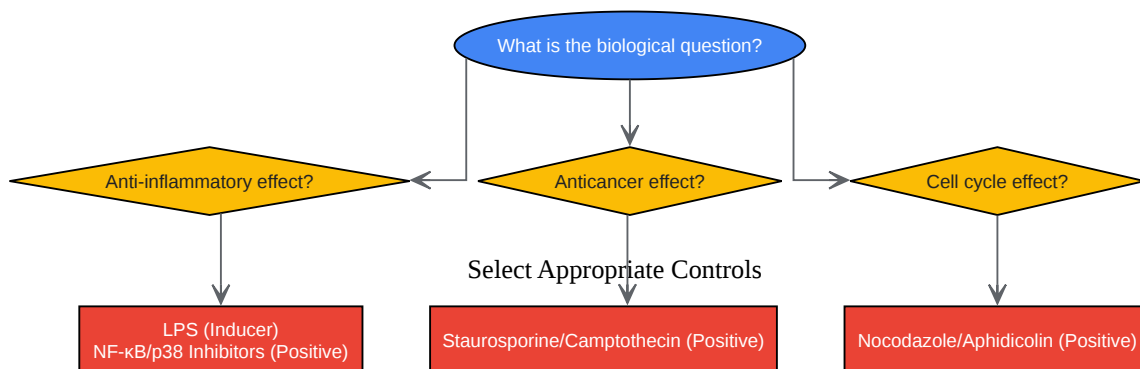 What is the biological question?
Anti-inflammatory effect?
Anticancer effect?
Cell cycle effect?
Select Appropriate Controls
LPS (Inducer)
NF-κB/p38 Inhibitors (Positive)
Staurosporine/Camptothecin (Positive)
Nocodazole/Aphidicolin (Positive)